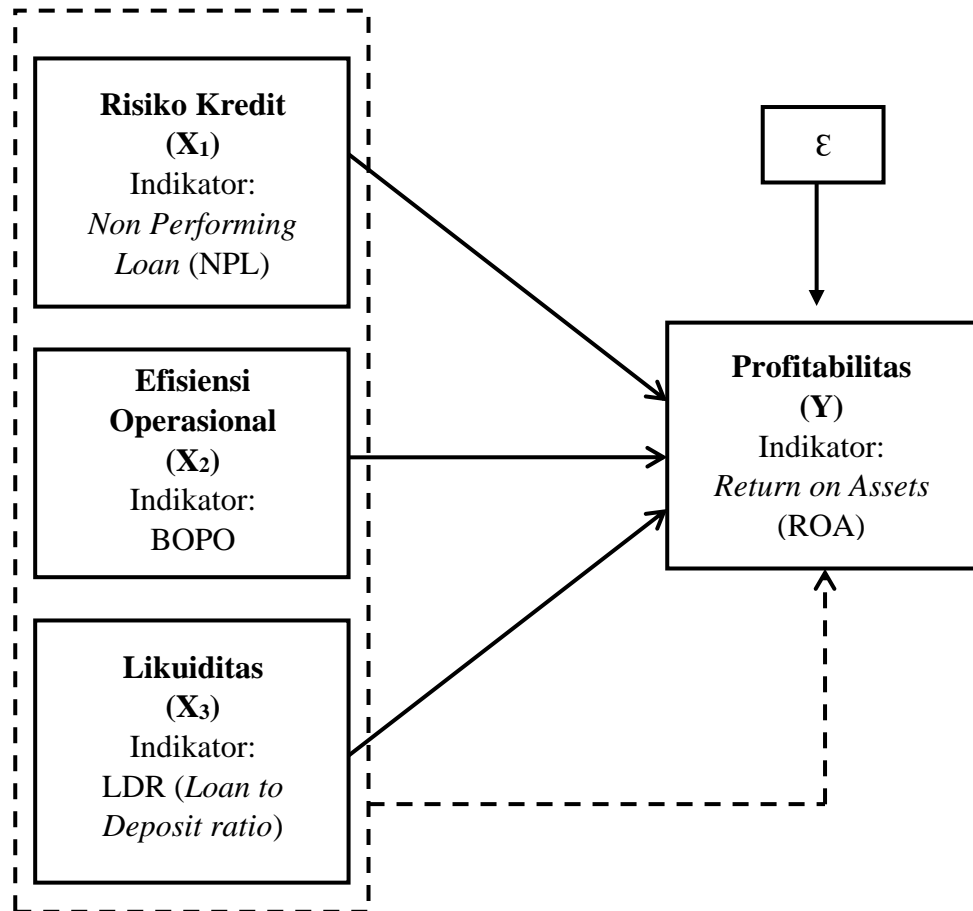 Risiko Kredit
(X₁)
Indikator:
Non Performing
Loan (NPL)
Efisiensi
Operasional
(X₂)
Indikator:
BOPO
Likuiditas
(X₃)
Indikator:
LDR (Loan to
Deposit ratio)
ε
Profitabilitas
(Y)
Indikator:
Return on Assets
(ROA)